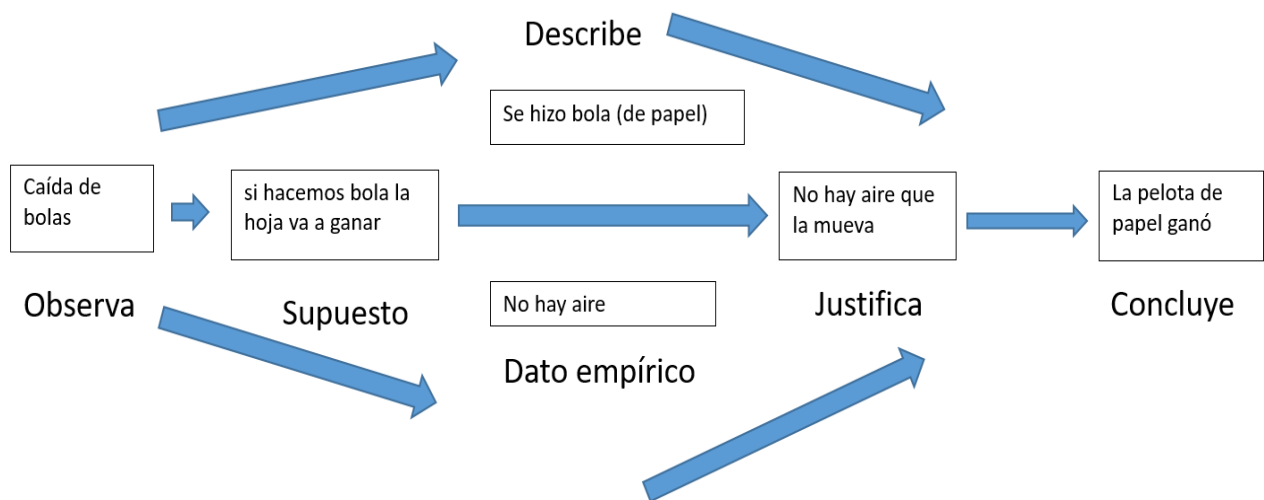 Describe
Se hizo bola (de papel)
Caída de
bolas
si hacemos bola la
hoja va a ganar
No hay aire que
la mueva
La pelota de
papel ganó
Observa
Supuesto
No hay aire
Justifica
Concluye
Dato empírico